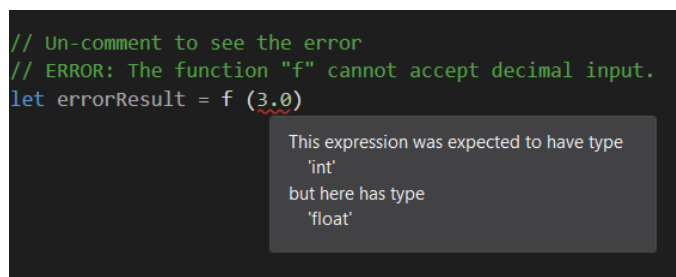 // Un-comment to see the error
// ERROR: The function "f" cannot accept decimal input.
let errorResult = f (3.0)
This expression was expected to have type
'int'
but here has type
'float'